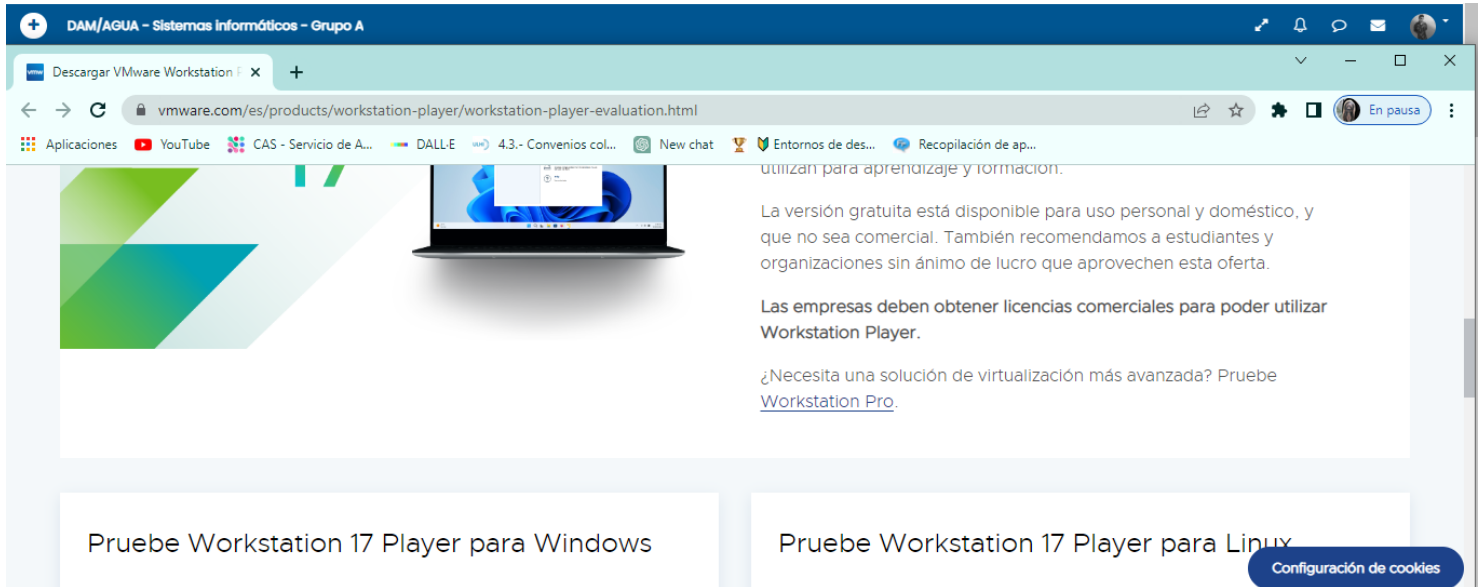 DAM/AGUA - Sistemas informáticos - Grupo A
vmw Descargar VMware Workstation P
vmware.com/es/products/workstation-player/workstation-player-evaluation.html
En pausa
Aplicaciones YouTube CAS - Servicio de A... DALL·E 4.3.- Convenios col... New chat Entornos de des... Recopilación de ap...
17
utilizan para aprendizaje y formación.
La versión gratuita está disponible para uso personal y doméstico, y
que no sea comercial. También recomendamos a estudiantes y
organizaciones sin ánimo de lucro que aprovechen esta oferta.
Las empresas deben obtener licencias comerciales para poder utilizar
Workstation Player.
¿Necesita una solución de virtualización más avanzada? Pruebe
Workstation Pro.
Pruebe Workstation 17 Player para Windows
Pruebe Workstation 17 Player para Linux
Configuración de cookies